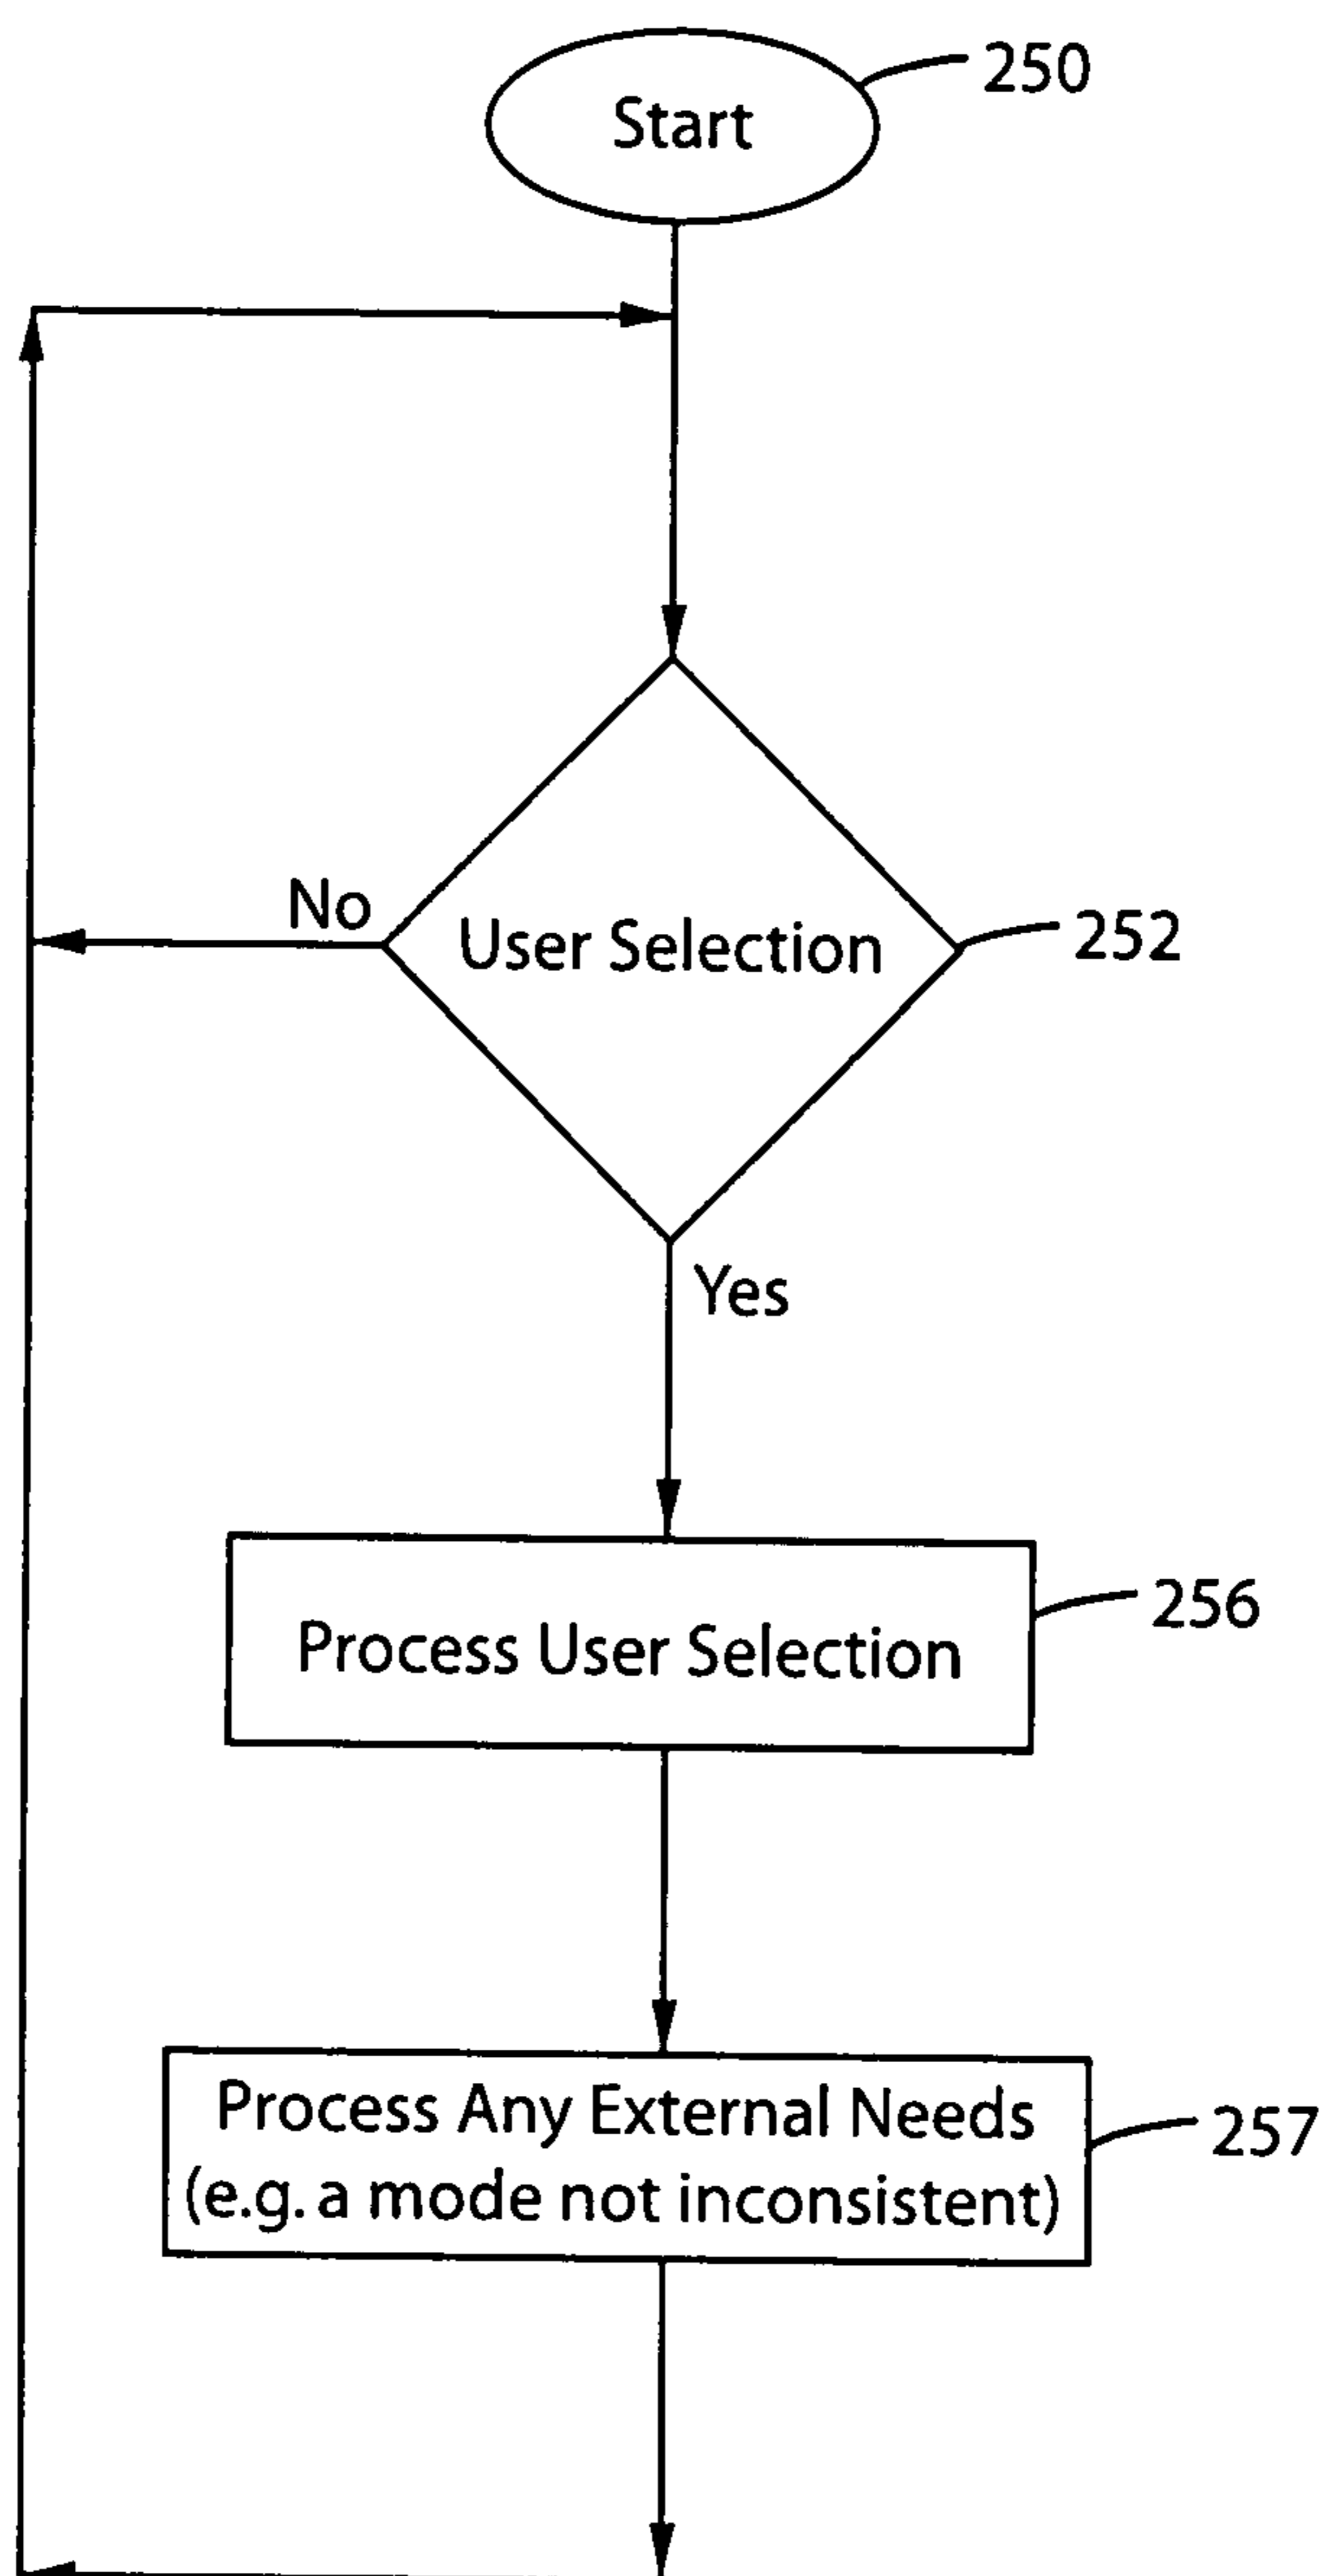 Start
250
No
User Selection
252
Yes
Process User Selection
256
Process Any External Needs
(e.g. a mode not inconsistent)
257